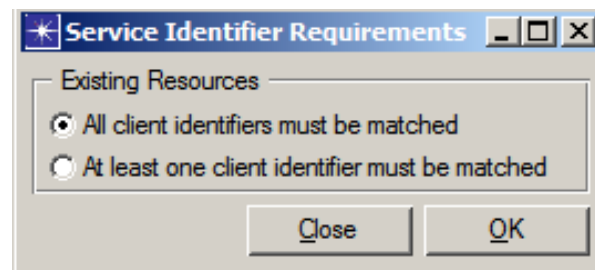 Service Identifier Requirements
Existing Resources
All client identifiers must be matched
At least one client identifier must be matched
Close OK